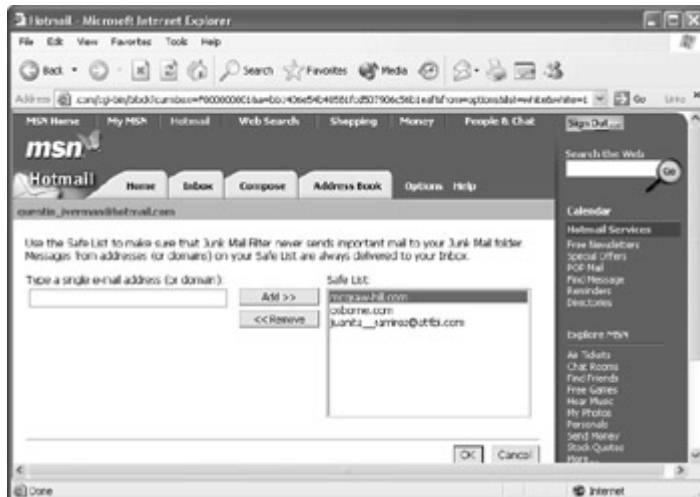 Hotmail - Microsoft Internet Explorer
File Edit View Favorites Tools Help
Back Search Favorites Media
Address Go Links
MSN Home My MSN Hotmail Web Search Shopping Money People & Chat
Sign Out
msn
Search the Web
Go
Hotmail Home Inbox Compose Address Book Options Help
@hotmail.com
Calendar
Use the Safe List to make sure that Junk Mail Filter never sends important mail to your Junk Mail folder.
Messages from addresses (or domains) on your Safe List are always delivered to your Inbox.
Type a single e-mail address (or domain):
Add >>
<< Remove
Safe List:
mcgraw-hill.com
osborne.com
OK Cancel
Hotmail Services
Free Newsletters
Special Offers
POP Mail
Find Message
Reminders
Directories
Explore MSN
Air Tickets
Chat Rooms
Find Friends
Free Games
Hear Music
My Photos
Personals
Send Money
Stock Quotes
More...
Done
Internet